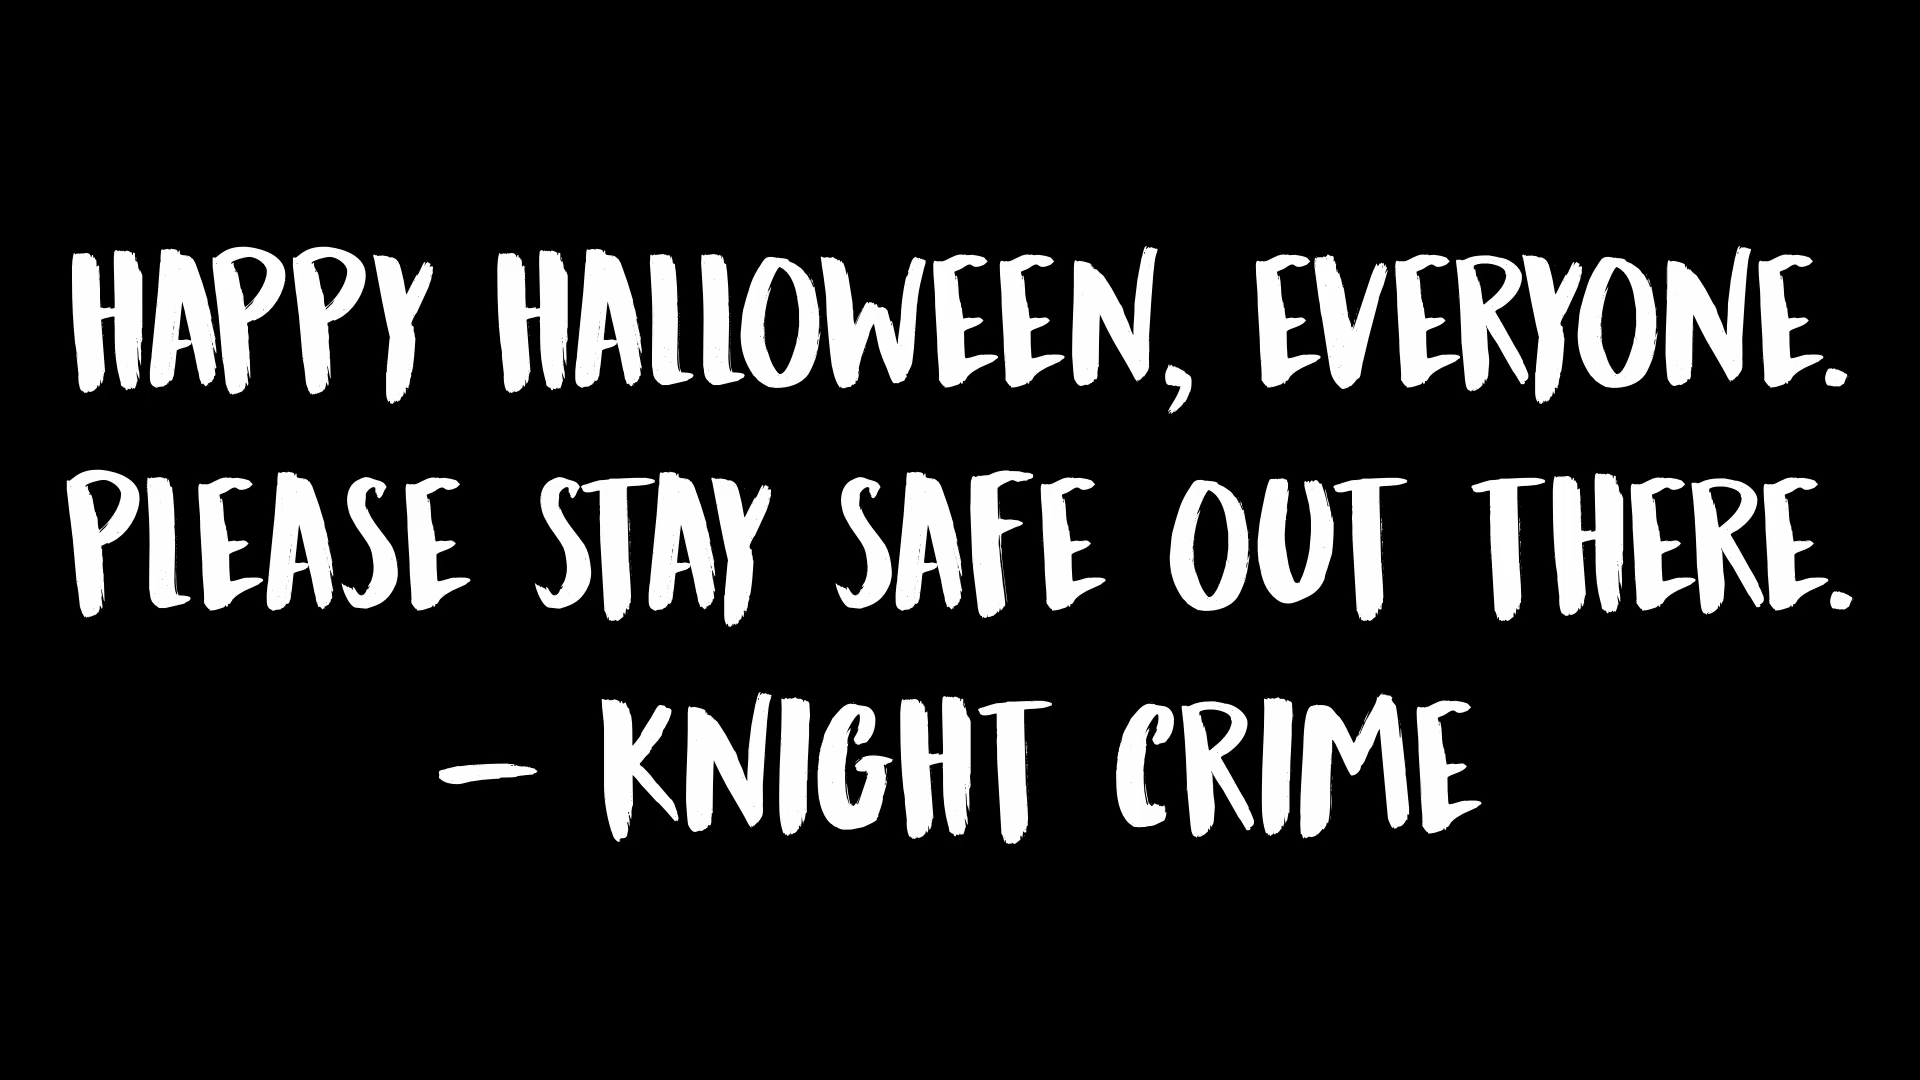 HAPPY HALLOWEEN, EVERYONE.
PLEASE STAY SAFE OUT THERE.
– KNIGHT CRIME